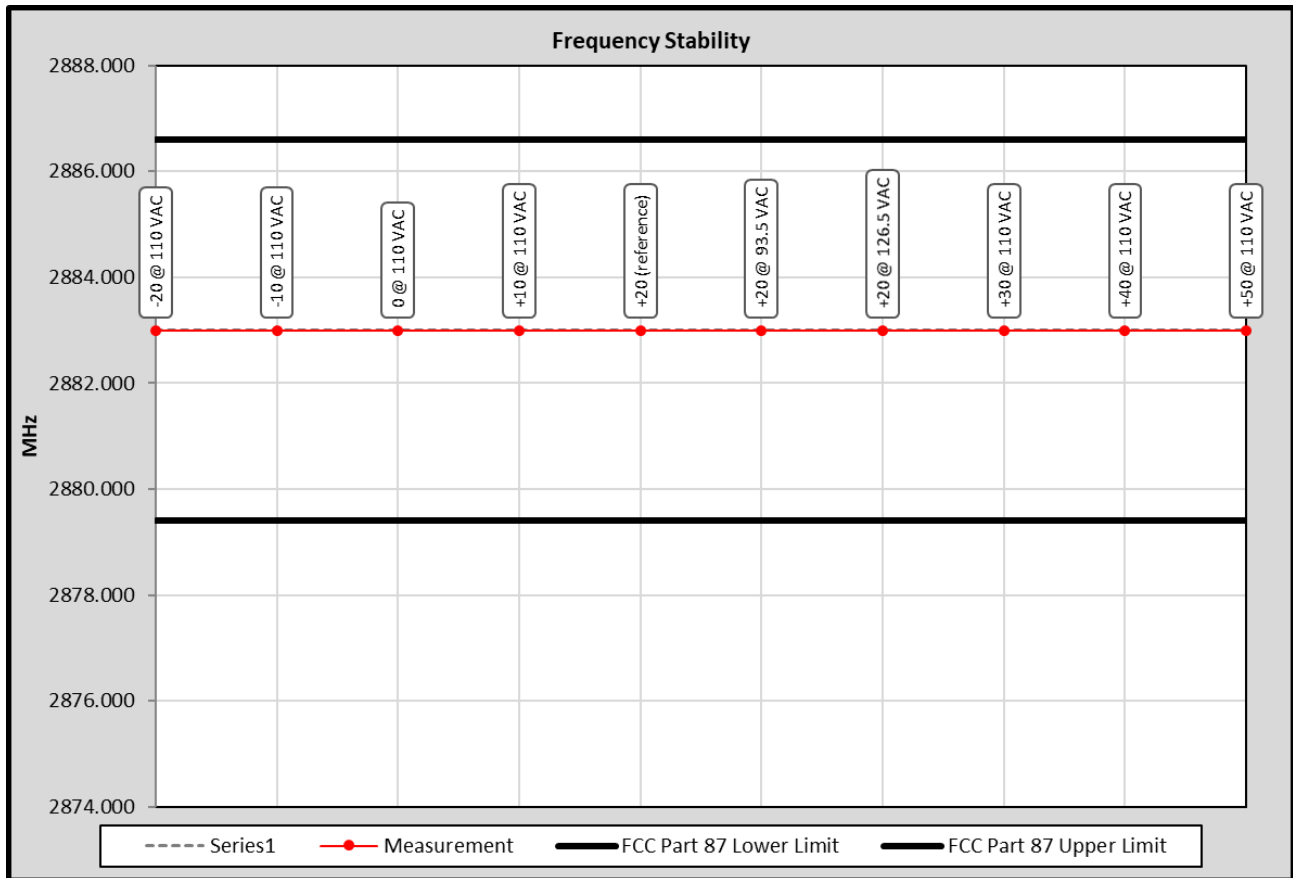 Frequency Stability
2888.000
2886.000
2884.000
2882.000
2880.000
2878.000
2876.000
2874.000
MHz
-20 @ 110 VAC
-10 @ 110 VAC
0 @ 110 VAC
+10 @ 110 VAC
+20 (reference)
+20 @ 93.5 VAC
+20 @ 126.5 VAC
+30 @ 110 VAC
+40 @ 110 VAC
+50 @ 110 VAC
Series1 Measurement FCC Part 87 Lower Limit FCC Part 87 Upper Limit